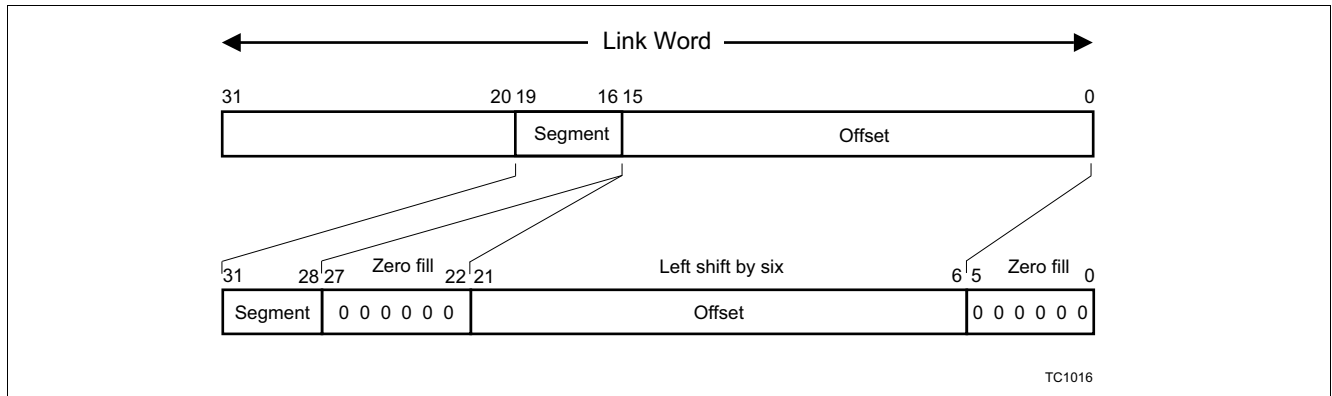 Link Word
31 20 19 16 15 0
Segment Offset
31 28 27 Zero fill 22 21 Left shift by six 6 5 Zero fill 0
Segment 0 0 0 0 0 0 Offset 0 0 0 0 0 0
TC1016